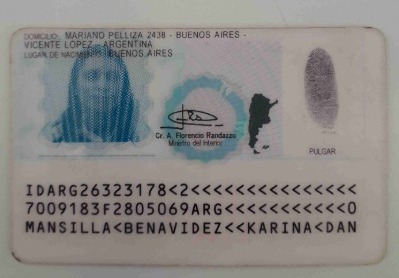 DOMICILIO: MARIANO PELLIZA 2438 - BUENOS AIRES -
VICENTE LÓPEZ - ARGENTINA
LUGAR DE NACIMIENTO: BUENOS AIRES
Cr. A. Florencio Randazzo
Ministro del Interior
PULGAR
IDARG26323178<2<<<<<<<<<<<<<<<
7009183F2805069ARG<<<<<<<<<<<0
MANSILLA<BENAVIDEZ<<KARINA<DAN